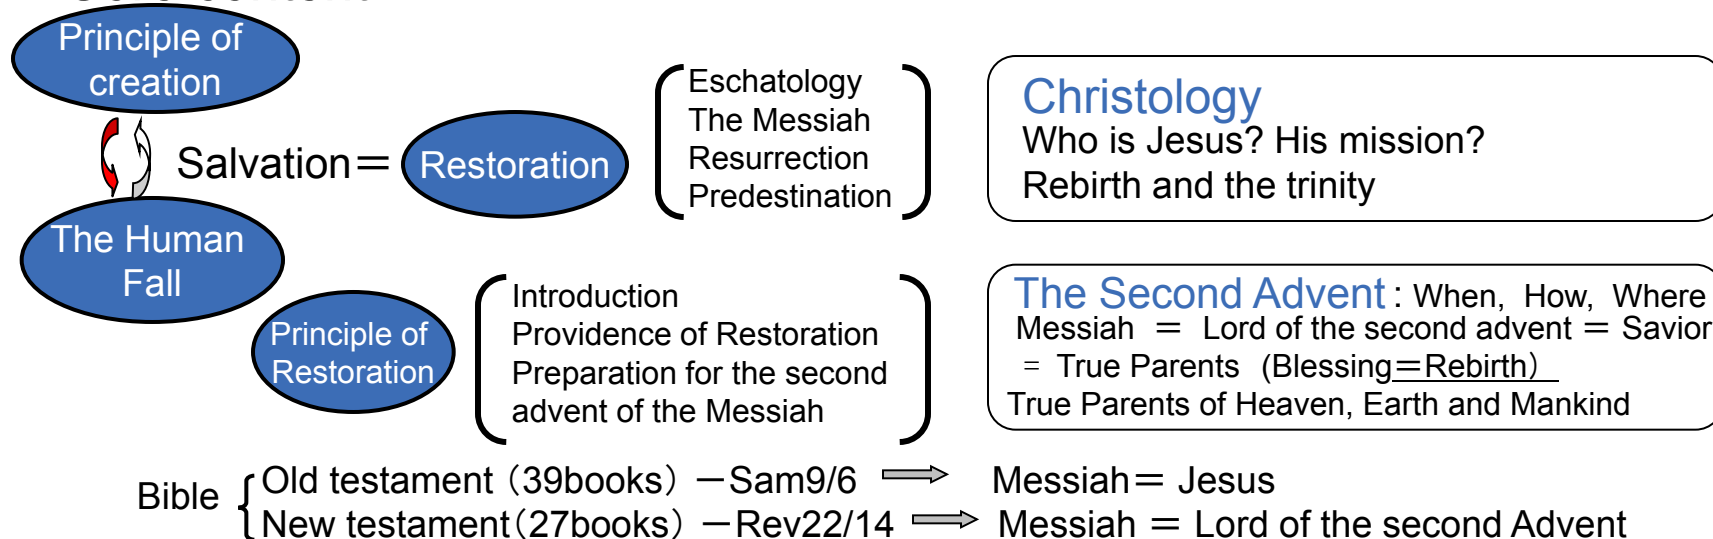 Principle of
creation
Salvation＝
Restoration
Eschatology
The Messiah
Resurrection
Predestination
Christology
Who is Jesus? His mission?
Rebirth and the trinity
The Human
Fall
Principle of
Restoration
Introduction
Providence of Restoration
Preparation for the second
advent of the Messiah
The Second Advent : When, How, Where
Messiah ＝ Lord of the second advent＝Savior
= True Parents (Blessing＝Rebirth）
True Parents of Heaven, Earth and Mankind
Bible
Old testament（39books）－Sam9/6
Messiah＝ Jesus
New testament（27books）－Rev22/14
Messiah ＝ Lord of the second Advent